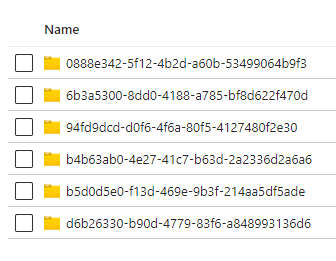 Name
0888e342-5f12-4b2d-a60b-53499064b9f3
6b3a5300-8dd0-4188-a785-bf8d622f470d
94fd9dcd-d0f6-4f6a-80f5-4127480f2e30
b4b63ab0-4e27-41c7-b63d-2a2336d2a6a6
b5d0d5e0-f13d-469e-9b3f-214aa5df5ade
d6b26330-b90d-4779-83f6-a848993136d6